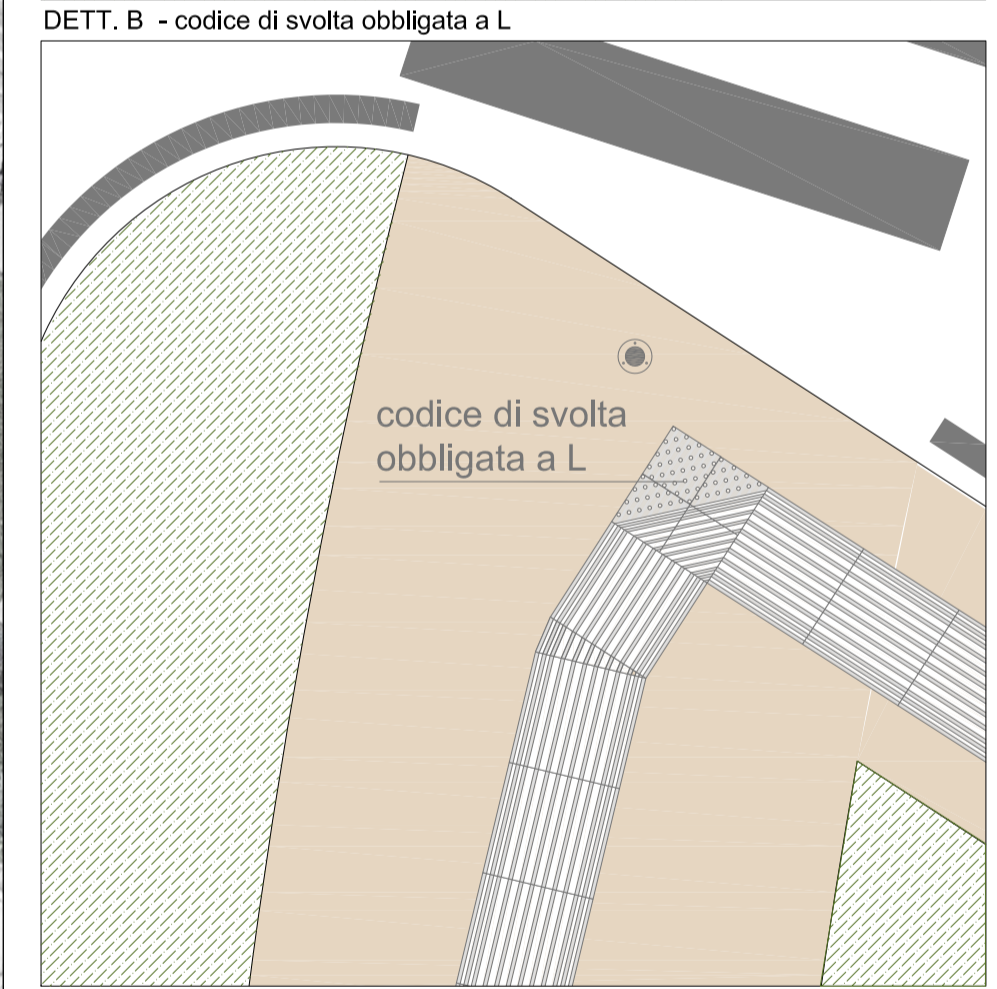 DETT. B - codice di svolta obbligata a L
codice di svolta
obbligata a L